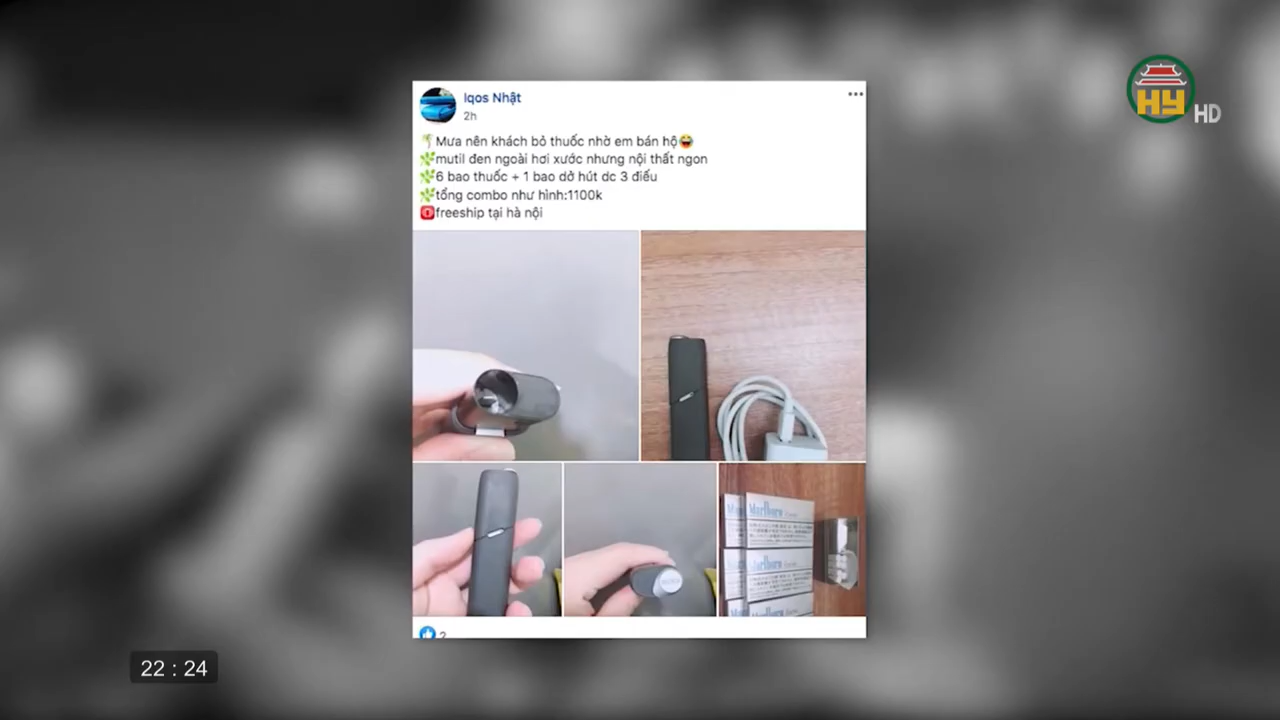 HY HD
Iqos Nhật
2h
Mưa nên khách bỏ thuốc nhờ em bán hộ
mutil đen ngoài hơi xước nhưng nội thất ngon
6 bao thuốc + 1 bao dở hút dc 3 điếu
tổng combo như hình:1100k
freeship tại hà nội
Marlboro
Marlboro
2
22 : 24